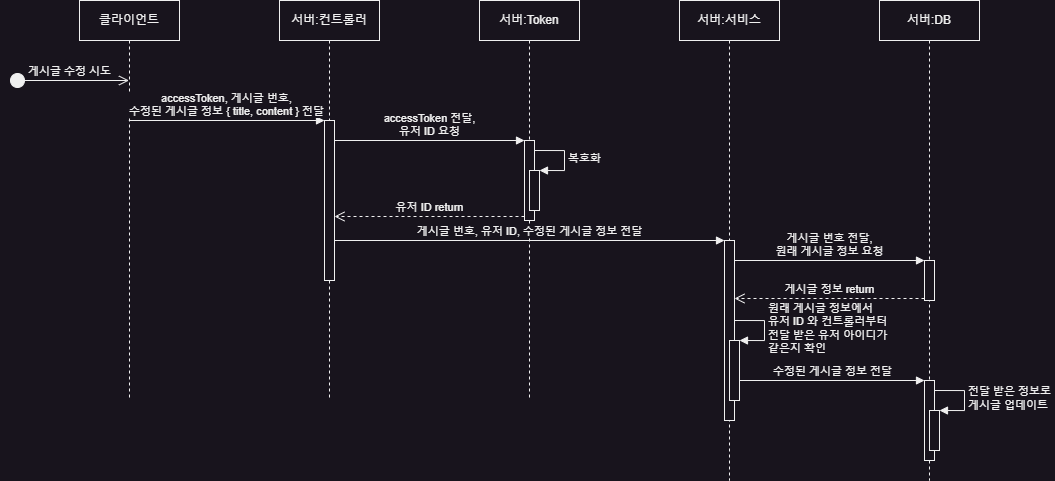 클라이언트
서버:컨트롤러
서버:Token
서버:서비스
서버:DB
게시글 수정 시도
accessToken, 게시글 번호,
수정된 게시글 정보 { title, content } 전달
accessToken 전달,
유저 ID 요청
복호화
유저 ID return
게시글 번호, 유저 ID, 수정된 게시글 정보 전달
게시글 번호 전달,
원래 게시글 정보 요청
게시글 정보 return
원래 게시글 정보에서
유저 ID 와 컨트롤러부터
전달 받은 유저 아이디가
같은지 확인
수정된 게시글 정보 전달
전달 받은 정보로
게시글 업데이트